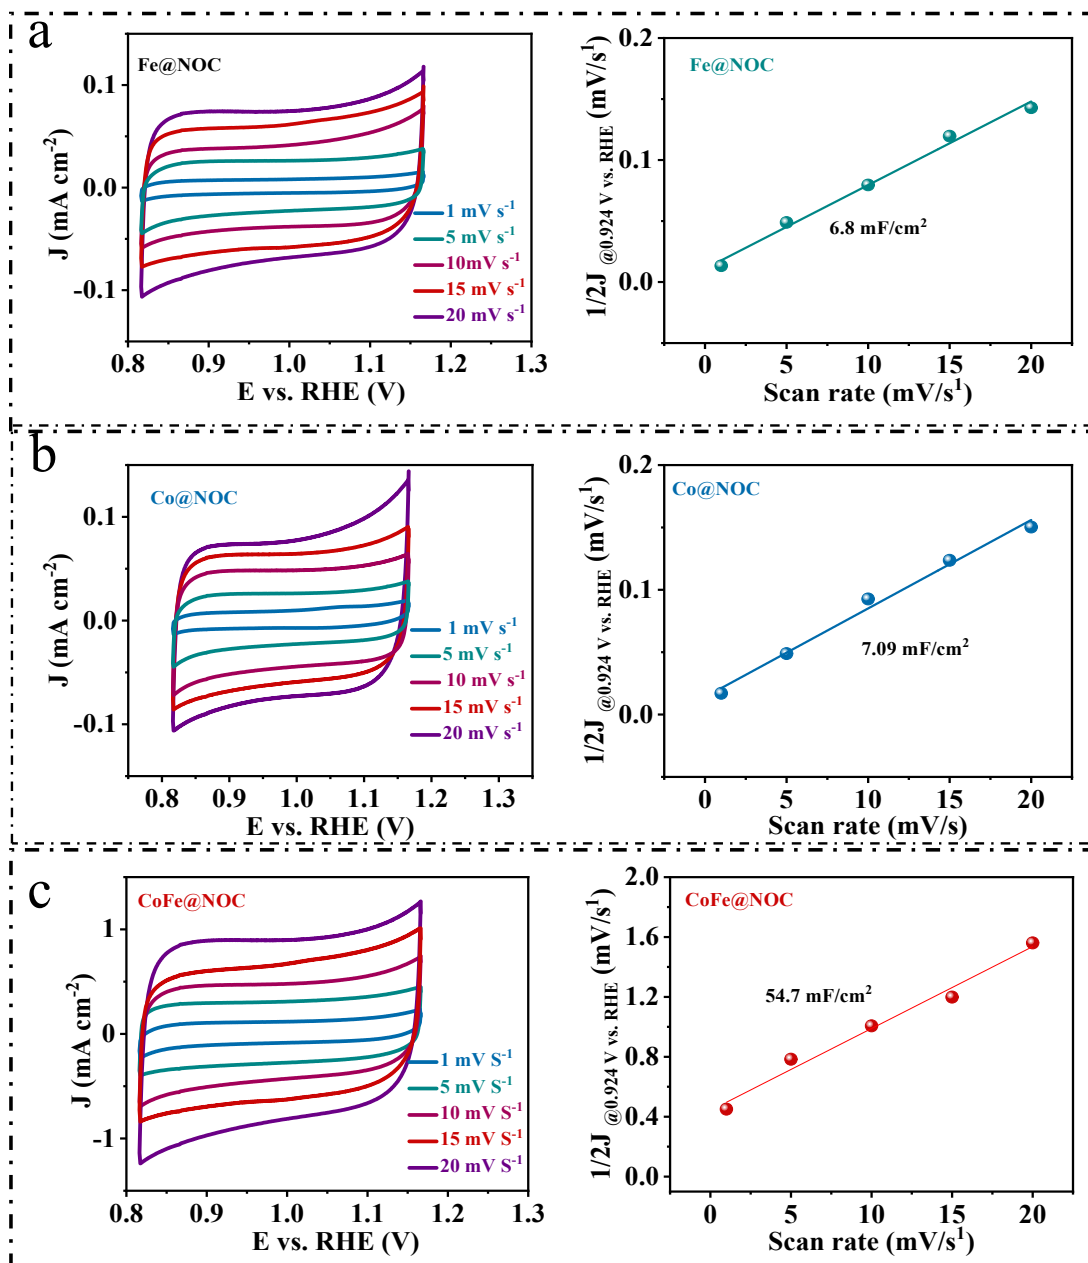 a
Fe@NOC
0.1
0.0
-0.1
J (mA cm⁻²)
1 mV s⁻¹
5 mV s⁻¹
10mV s⁻¹
15 mV s⁻¹
20 mV s⁻¹
0.8 0.9 1.0 1.1 1.2 1.3
E vs. RHE (V)
Fe@NOC
0.2
0.1
0.0
1/2J @0.924 V vs. RHE (mV/s¹)
6.8 mF/cm²
0 5 10 15 20
Scan rate (mV/s¹)
b
Co@NOC
0.1
0.0
-0.1
J (mA cm⁻²)
1 mV s⁻¹
5 mV s⁻¹
10 mV s⁻¹
15 mV s⁻¹
20 mV s⁻¹
0.8 0.9 1.0 1.1 1.2 1.3
E vs. RHE (V)
Co@NOC
0.2
0.1
0.0
1/2J @0.924 V vs. RHE (mV/s¹)
7.09 mF/cm²
0 5 10 15 20
Scan rate (mV/s)
c
CoFe@NOC
1
0
-1
J (mA cm⁻²)
1 mV S⁻¹
5 mV S⁻¹
10 mV S⁻¹
15 mV S⁻¹
20 mV S⁻¹
0.8 0.9 1.0 1.1 1.2 1.3
E vs. RHE (V)
CoFe@NOC
2.0
1.6
1.2
0.8
0.4
0.0
1/2J @0.924 V vs. RHE (mV/s¹)
54.7 mF/cm²
0 5 10 15 20
Scan rate (mV/s¹)